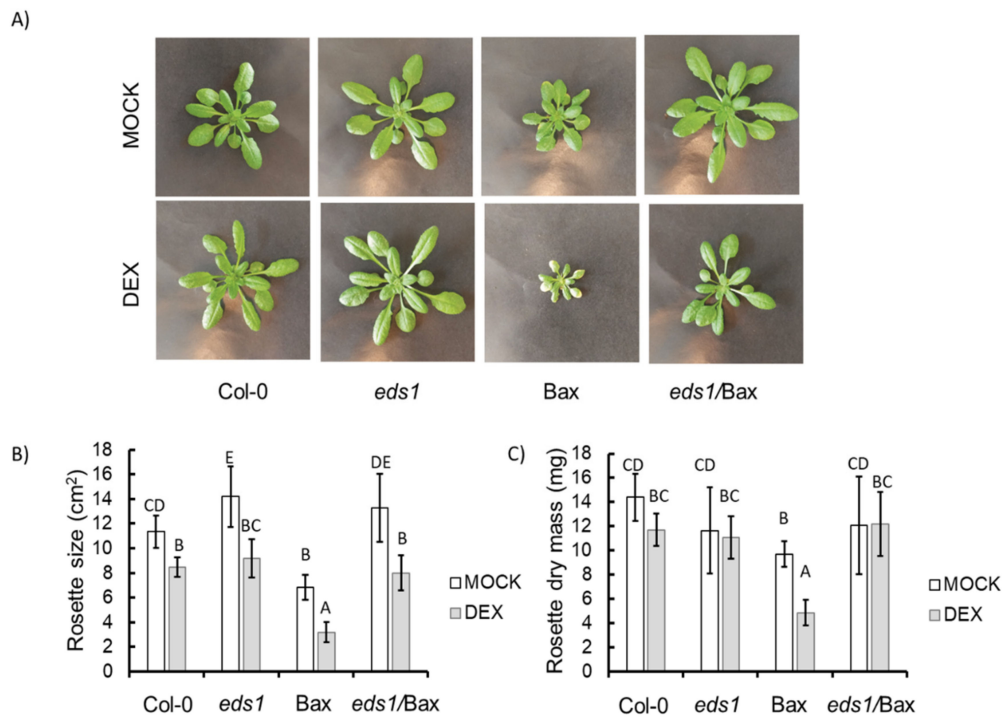 A)
MOCK
DEX
Col-0
eds1
Bax
eds1/Bax
B)
Rosette size (cm²)
18
16
14
12
10
8
6
4
2
0
CD
B
E
BC
B
A
DE
B
MOCK
DEX
Col-0
eds1
Bax
eds1/Bax
C)
Rosette dry mass (mg)
18
16
14
12
10
8
6
4
2
0
CD
BC
CD
BC
B
A
CD
BC
MOCK
DEX
Col-0
eds1
Bax
eds1/Bax